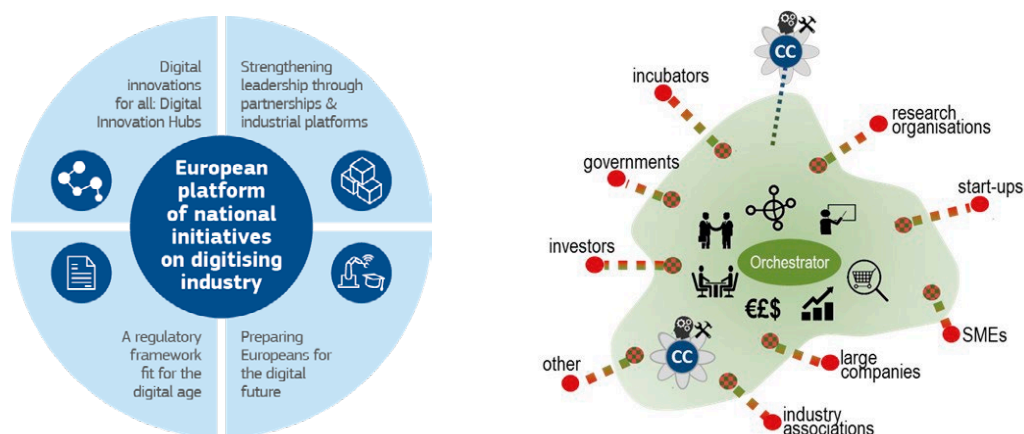 Digital
innovations
for all: Digital
Innovation Hubs
Strengthening
leadership through
partnerships &
industrial platforms
European
platform
of national
initiatives
on digitising
industry
A regulatory
framework
fit for the
digital age
Preparing
Europeans for
the digital
future
CC
incubators
research
organisations
governments
start-ups
investors
Orchestrator
€£$
SMEs
other
CC
large
companies
industry
associations